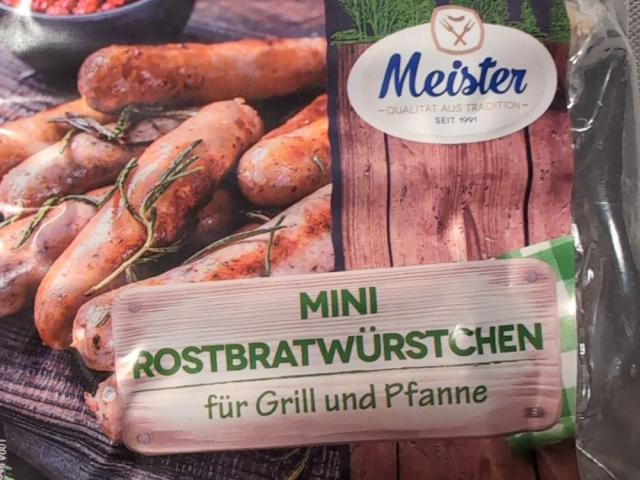 Meister
QUALITÄT AUS TRADITION
SEIT 1991
MINI
ROSTBRATWÜRSTCHEN
für Grill und Pfanne